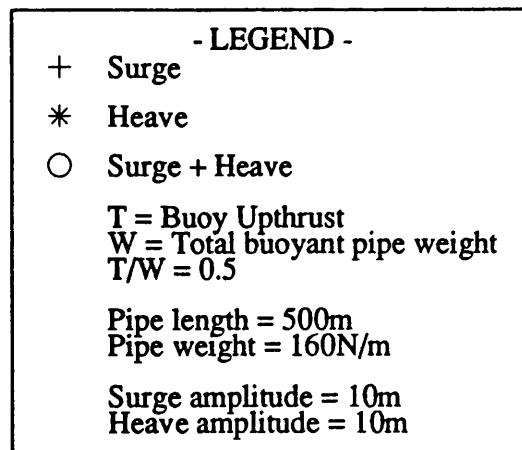 - LEGEND -
+ Surge
* Heave
○ Surge + Heave
T = Buoy Upthrust
W = Total buoyant pipe weight
T/W = 0.5
Pipe length = 500m
Pipe weight = 160N/m
Surge amplitude = 10m
Heave amplitude = 10m